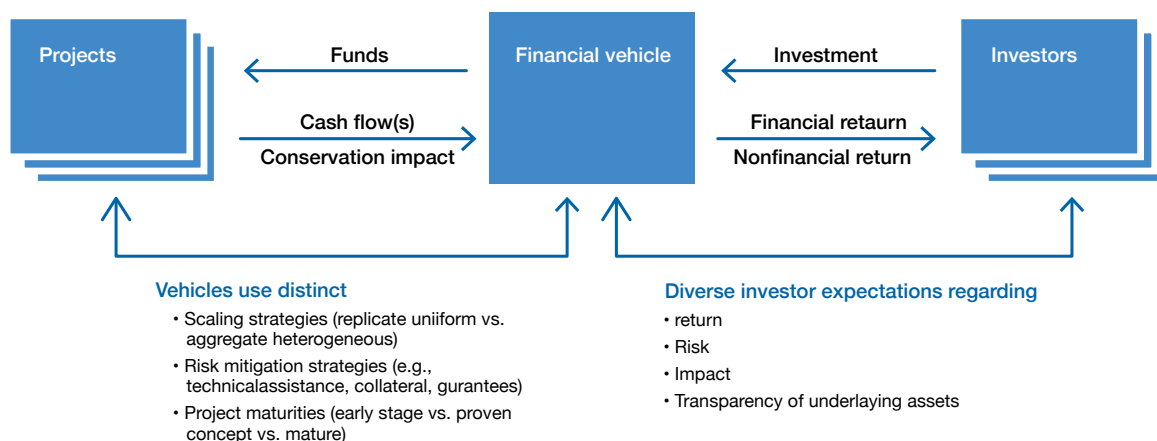 Projects
Funds
Financial vehicle
Investment
Investors
Cash flow(s)
Conservation impact
Financial retaurn
Nonfinancial return
Vehicles use distinct
• Scaling strategies (replicate uniiform vs.
aggregate heterogeneous)
• Risk mitigation strategies (e.g.,
technicalassistance, collateral, gurantees)
• Project maturities (early stage vs. proven
concept vs. mature)
Diverse investor expectations regarding
• return
• Risk
• Impact
• Transparency of underlaying assets